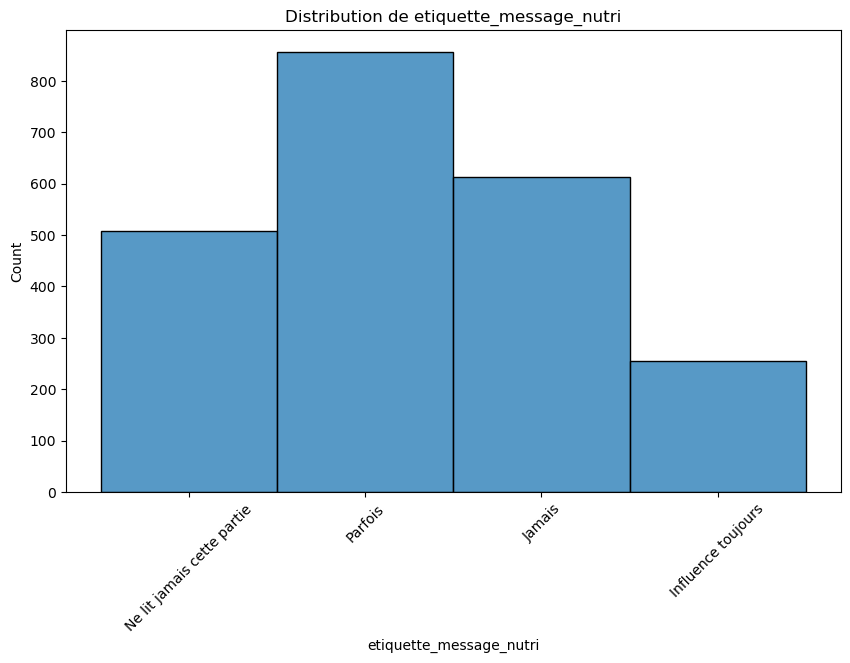 Distribution de etiquette_message_nutri
800
700
600
500
400
300
200
100
0
Count
Ne lit jamais cette partie
Parfois
Jamais
Influence toujours
etiquette_message_nutri